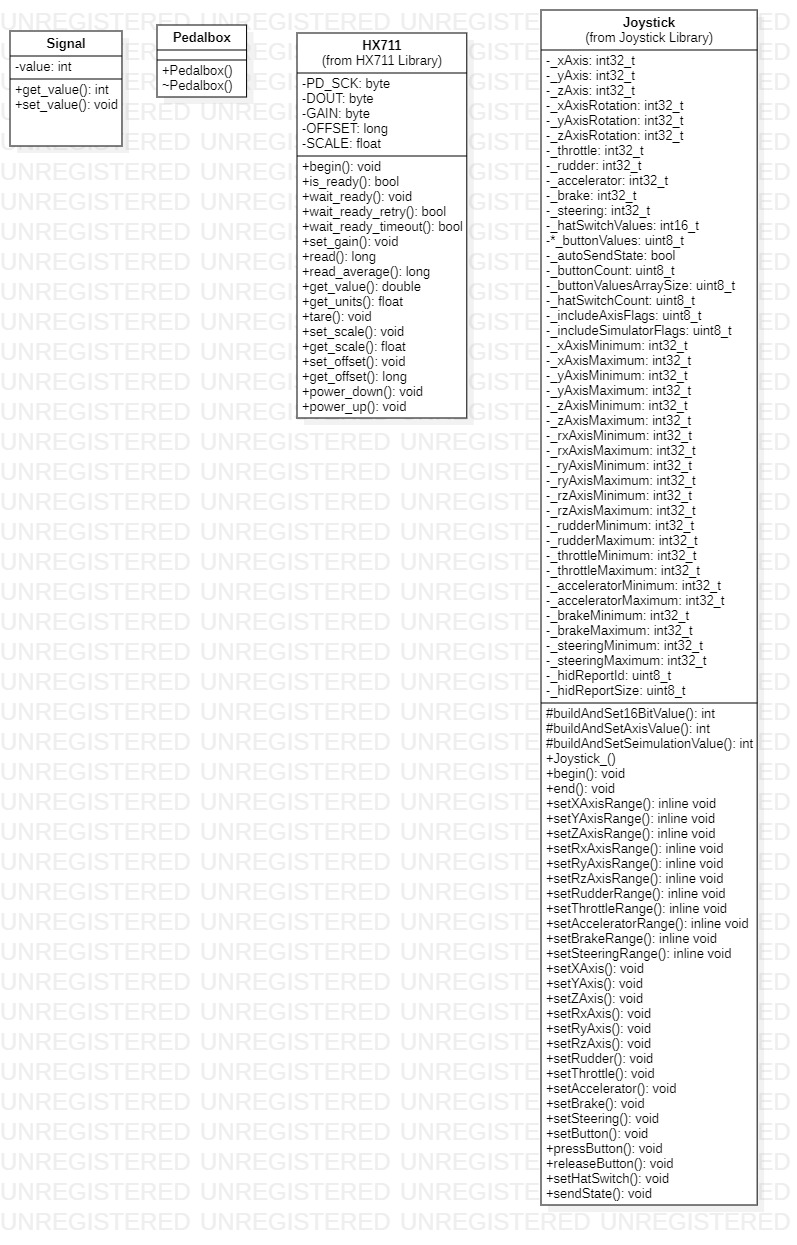 Signal
-value: int
+get_value(): int
+set_value(): void
Pedalbox
+Pedalbox()
~Pedalbox()
HX711
(from HX711 Library)
-PD_SCK: byte
-DOUT: byte
-GAIN: byte
-OFFSET: long
-SCALE: float
+begin(): void
+is_ready(): bool
+wait_ready(): void
+wait_ready_retry(): bool
+wait_ready_timeout(): bool
+set_gain(): void
+read(): long
+read_average(): long
+get_value(): double
+get_units(): float
+tare(): void
+set_scale(): void
+get_scale(): float
+set_offset(): void
+get_offset(): long
+power_down(): void
+power_up(): void
Joystick
(from Joystick Library)
-_xAxis: int32_t
-_yAxis: int32_t
-_zAxis: int32_t
-_xAxisRotation: int32_t
-_yAxisRotation: int32_t
-_zAxisRotation: int32_t
-_throttle: int32_t
-_rudder: int32_t
-_accelerator: int32_t
-_brake: int32_t
-_steering: int32_t
-_hatSwitchValues: int16_t
-*_buttonValues: uint8_t
-_autoSendState: bool
-_buttonCount: uint8_t
-_buttonValuesArraySize: uint8_t
-_hatSwitchCount: uint8_t
-_includeAxisFlags: uint8_t
-_includeSimulatorFlags: uint8_t
-_xAxisMinimum: int32_t
-_xAxisMaximum: int32_t
-_yAxisMinimum: int32_t
-_yAxisMaximum: int32_t
-_zAxisMinimum: int32_t
-_zAxisMaximum: int32_t
-_rxAxisMinimum: int32_t
-_rxAxisMaximum: int32_t
-_ryAxisMinimum: int32_t
-_ryAxisMaximum: int32_t
-_rzAxisMinimum: int32_t
-_rzAxisMaximum: int32_t
-_rudderMinimum: int32_t
-_rudderMaximum: int32_t
-_throttleMinimum: int32_t
-_throttleMaximum: int32_t
-_acceleratorMinimum: int32_t
-_acceleratorMaximum: int32_t
-_brakeMinimum: int32_t
-_brakeMaximum: int32_t
-_steeringMinimum: int32_t
-_steeringMaximum: int32_t
-_hidReportId: uint8_t
-_hidReportSize: uint8_t
#buildAndSet16BitValue(): int
#buildAndSetAxisValue(): int
#buildAndSetSeimulationValue(): int
+Joystick_()
+begin(): void
+end(): void
+setXAxisRange(): inline void
+setYAxisRange(): inline void
+setZAxisRange(): inline void
+setRxAxisRange(): inline void
+setRyAxisRange(): inline void
+setRzAxisRange(): inline void
+setRudderRange(): inline void
+setThrottleRange(): inline void
+setAcceleratorRange(): inline void
+setBrakeRange(): inline void
+setSteeringRange(): inline void
+setXAxis(): void
+setYAxis(): void
+setZAxis(): void
+setRxAxis(): void
+setRyAxis(): void
+setRzAxis(): void
+setRudder(): void
+setThrottle(): void
+setAccelerator(): void
+setBrake(): void
+setSteering(): void
+setButton(): void
+pressButton(): void
+releaseButton(): void
+setHatSwitch(): void
+sendState(): void
UNREGISTERED